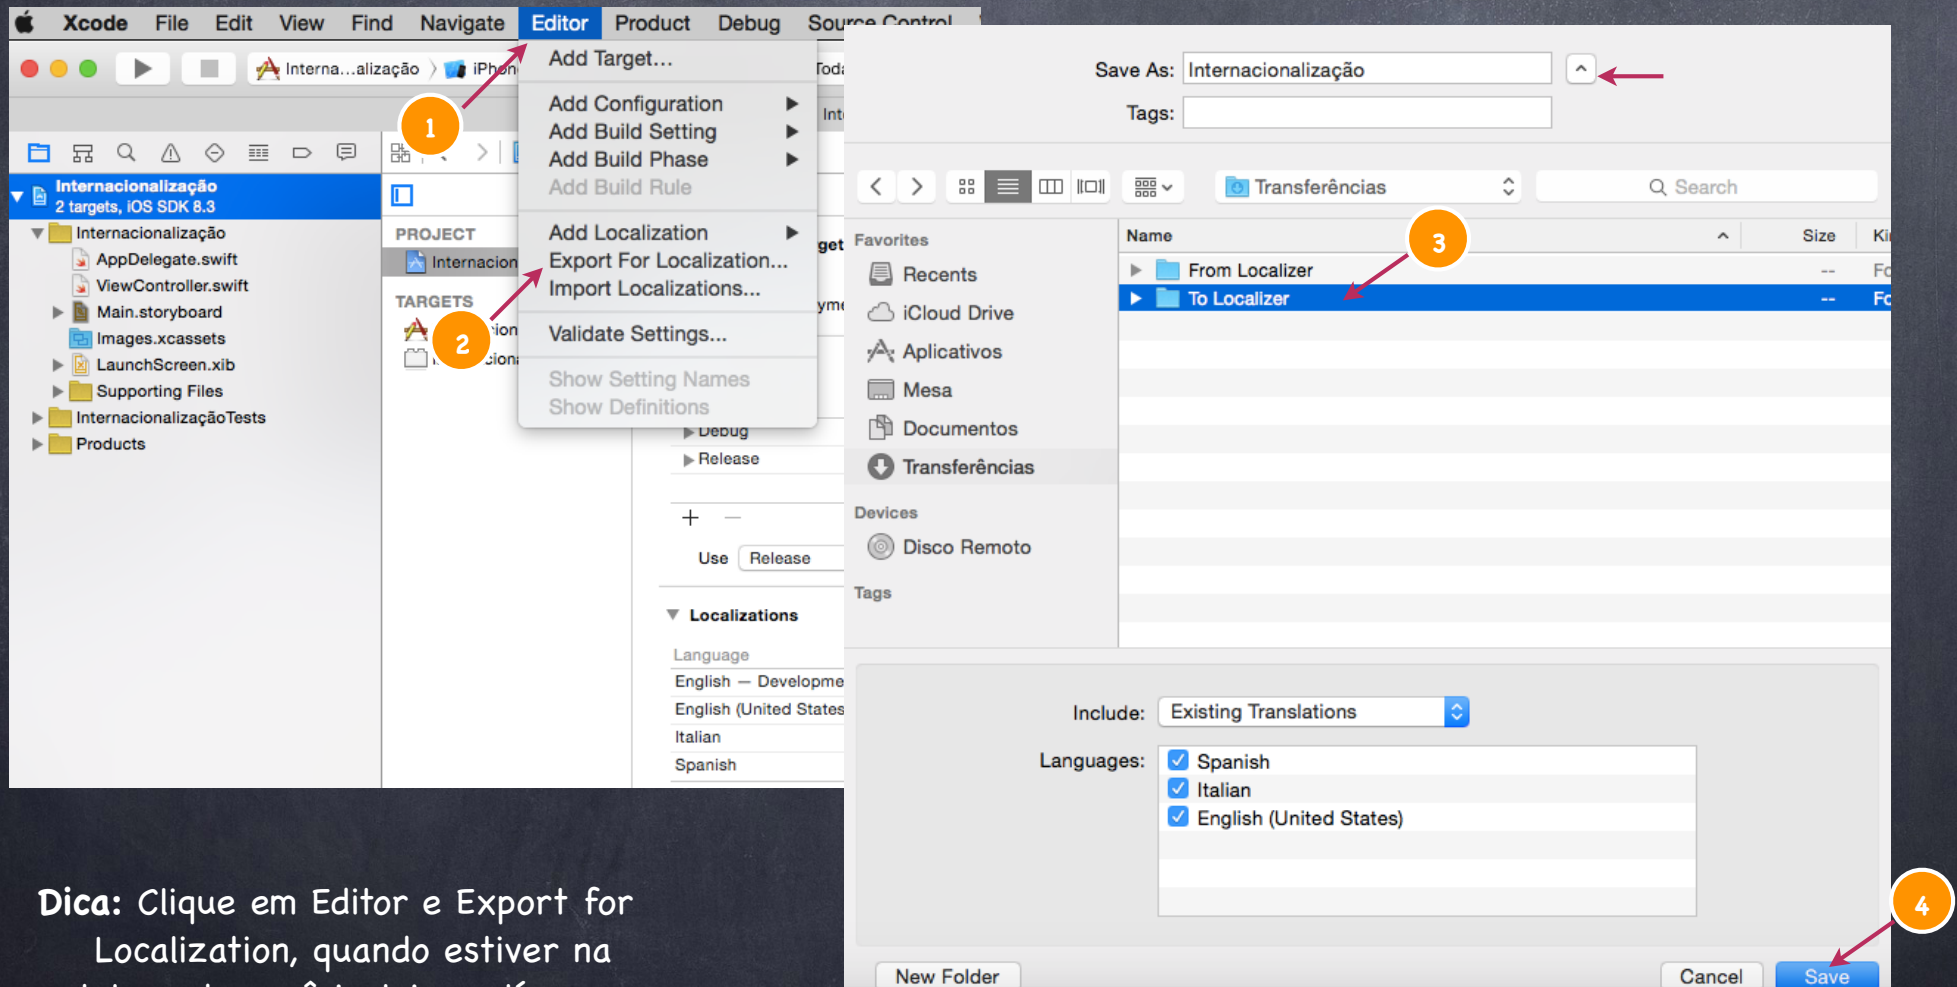 Xcode File Edit View Find Navigate Editor Product Debug Source Control
Interna...alização
1
Internacionalização
2 targets, iOS SDK 8.3
Internacionalização
AppDelegate.swift
ViewController.swift
Main.storyboard
Images.xcassets
LaunchScreen.xib
Supporting Files
InternacionalizaçãoTests
Products
PROJECT
TARGETS
2
Add Target...
Add Configuration
Add Build Setting
Add Build Phase
Add Build Rule
Add Localization
Export For Localization...
Import Localizations...
Validate Settings...
Show Setting Names
Show Definitions
Debug
Release
+ −
Use Release
Localizations
Language
English —
English (United States
Italian
Spanish
Save As: Internacionalização
Tags:
Transferências
Search
Favorites
Recents
iCloud Drive
Aplicativos
Mesa
Documentos
Transferências
Devices
Disco Remoto
Tags
Name Size
From Localizer --
To Localizer --
3
Include: Existing Translations
Languages: Spanish
Italian
English (United States)
New Folder
Cancel
Save
4
Dica: Clique em Editor e Export for
Localization, quando estiver na